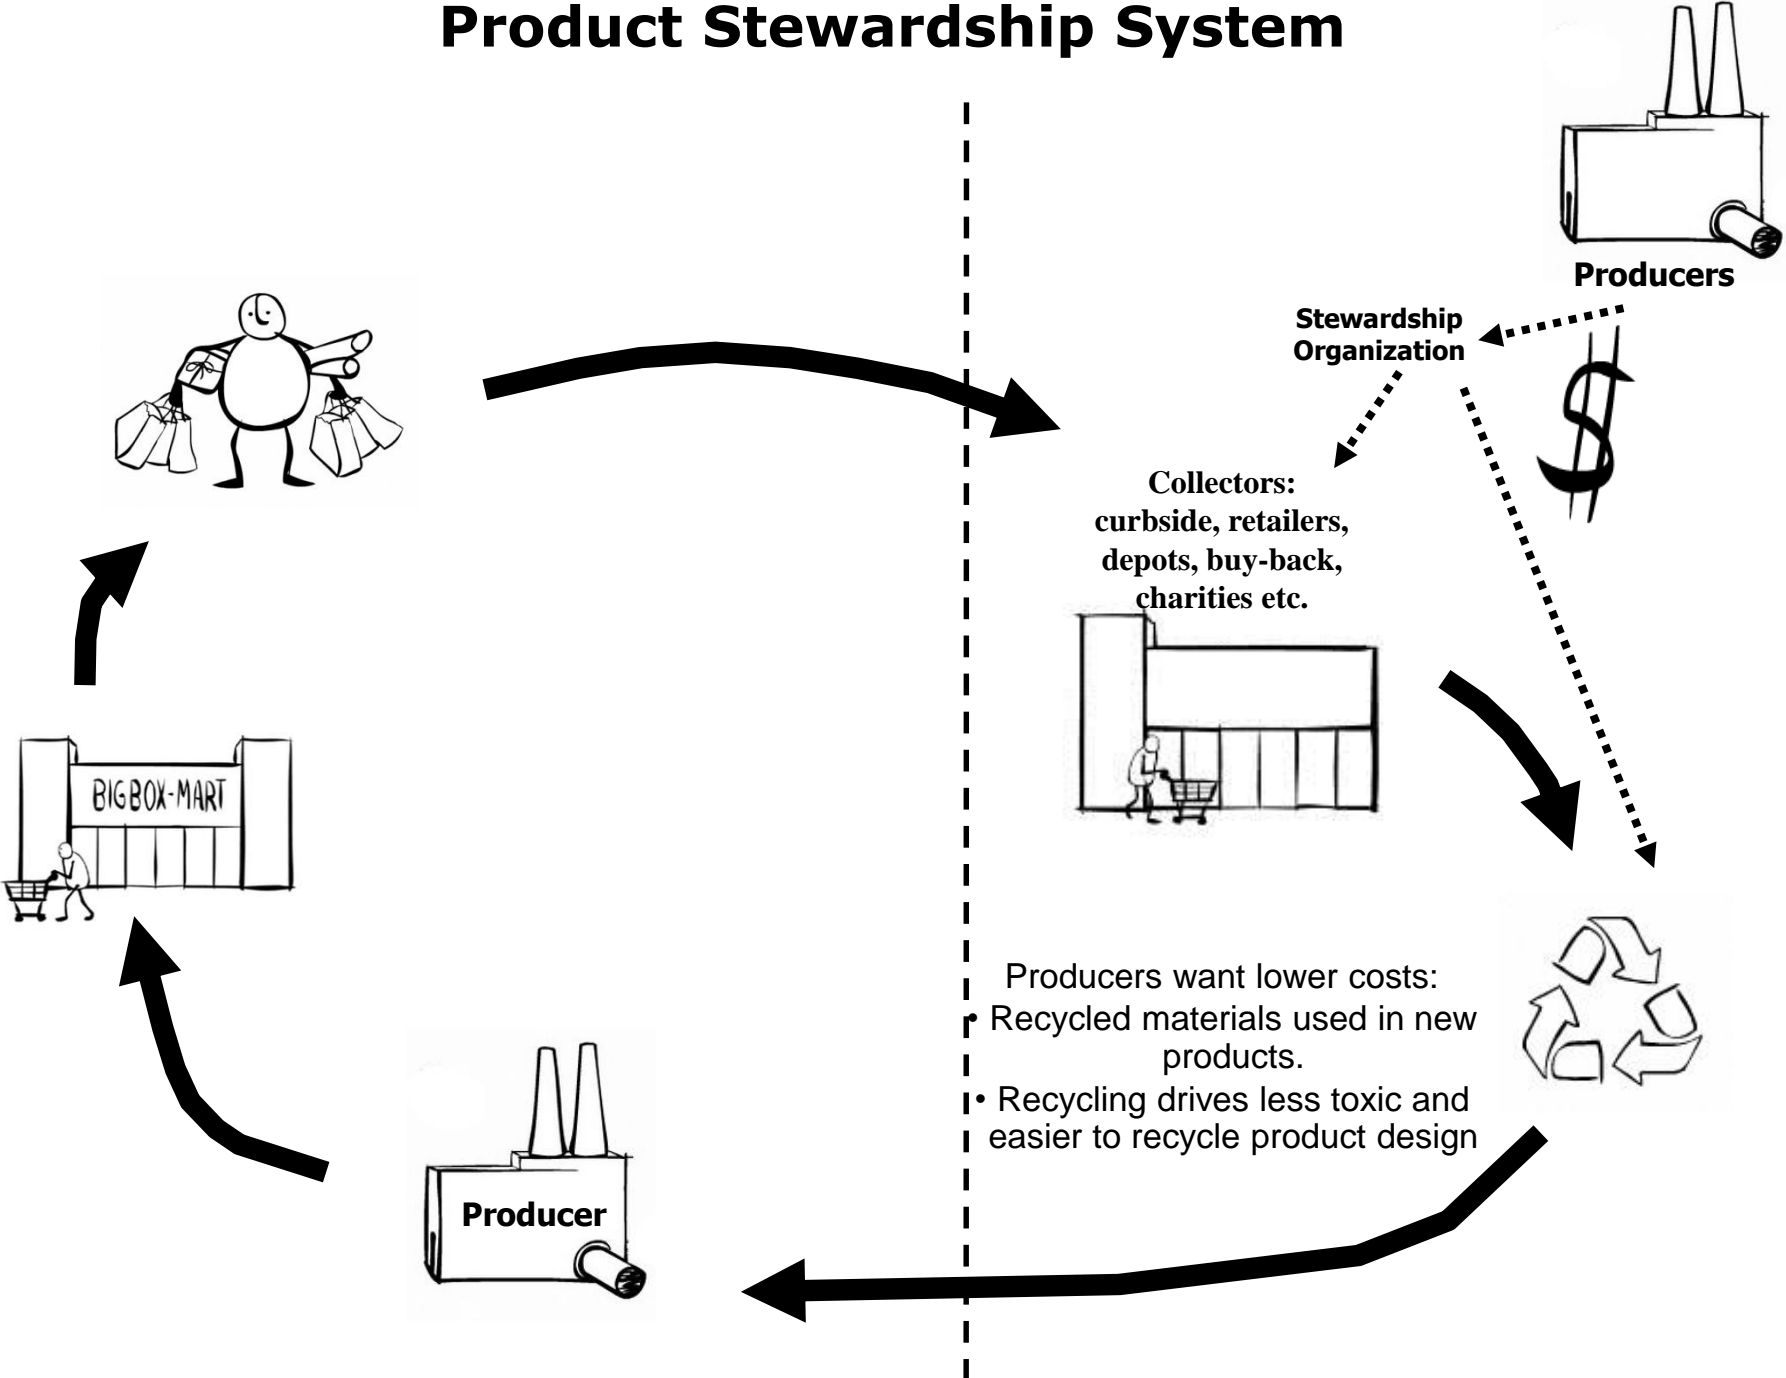 Product Stewardship System
Producers
Stewardship
Organization
$
Collectors:
curbside, retailers,
depots, buy-back,
charities etc.
BIGBOX-MART
Producers want lower costs:
• Recycled materials used in new
products.
• Recycling drives less toxic and
easier to recycle product design
Producer